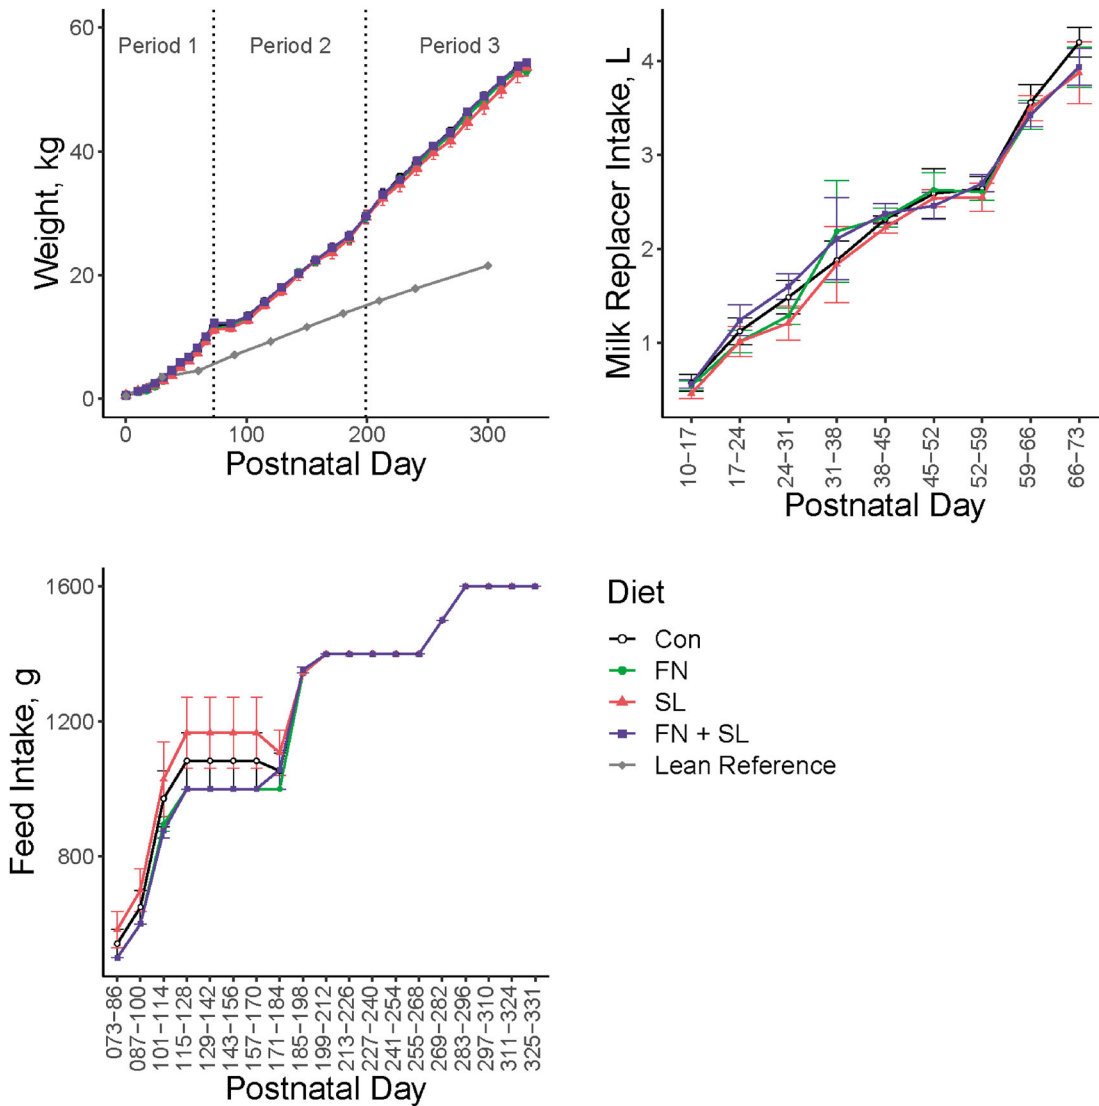 Period 1
Period 2
Period 3
Weight, kg
60
40
20
0
0
100
200
300
Postnatal Day
Milk Replacer Intake, L
4
3
2
1
10−17
17−24
24−31
31−38
38−45
45−52
52−59
59−66
66−73
Postnatal Day
Feed Intake, g
1600
1200
800
073−86
087−100
101−114
115−128
129−142
143−156
157−170
171−184
185−198
199−212
213−226
227−240
241−254
255−268
269−282
283−296
297−310
311−324
325−331
Postnatal Day
Diet
Con
FN
SL
FN + SL
Lean Reference